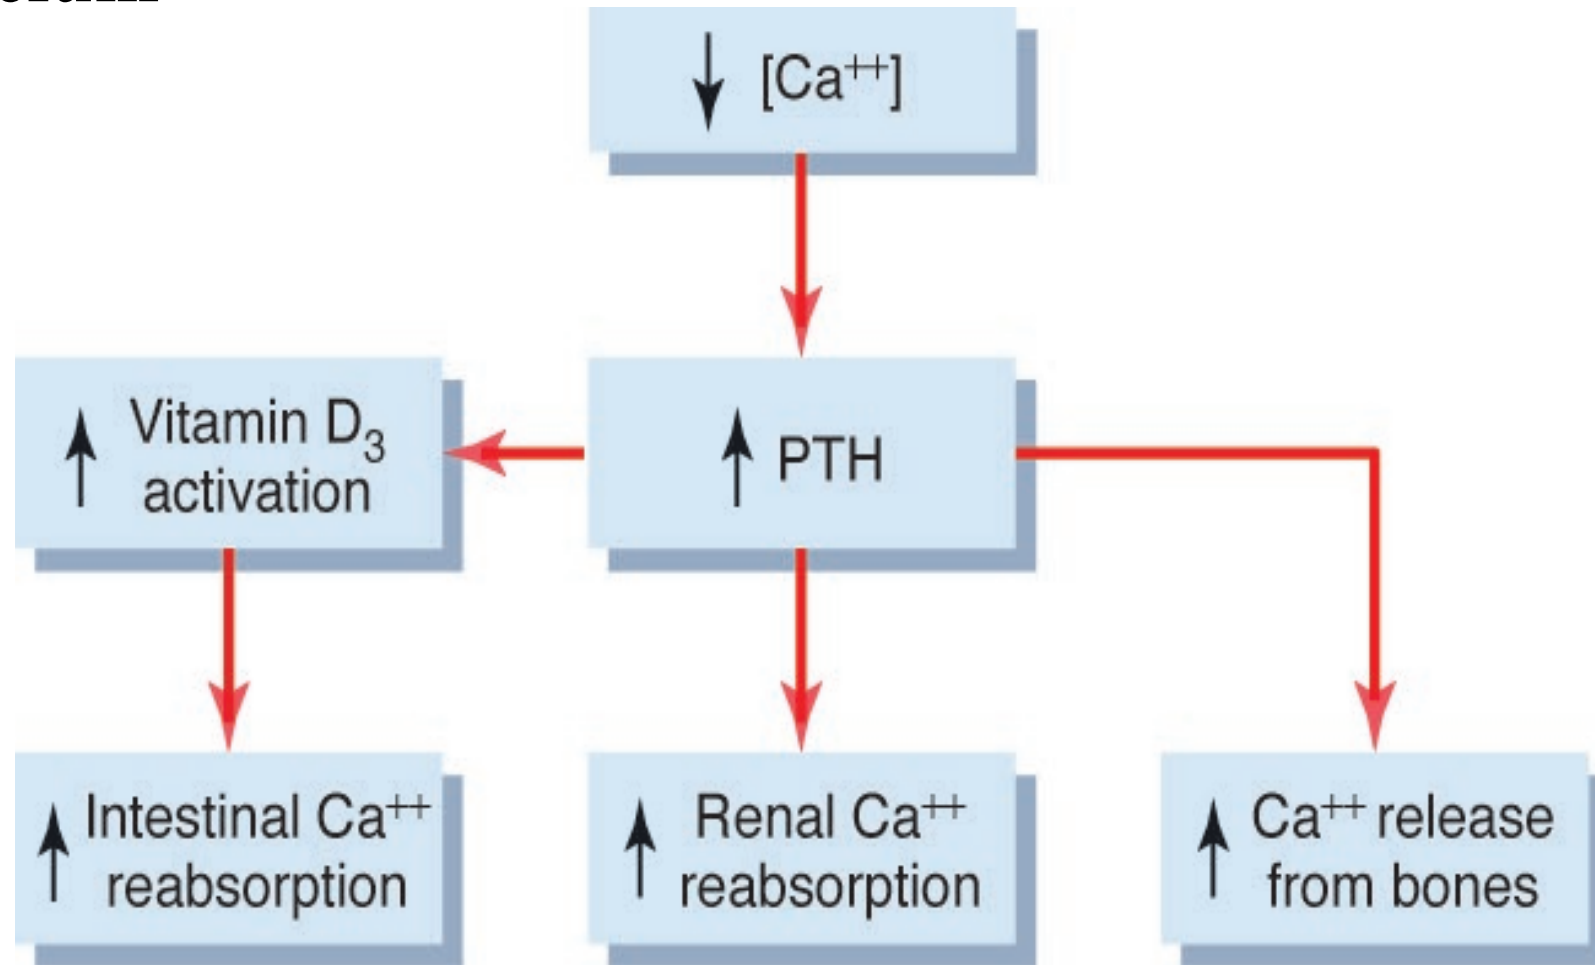 [Ca⁺⁺]
Vitamin D₃
activation
PTH
Intestinal Ca⁺⁺
reabsorption
Renal Ca⁺⁺
reabsorption
Ca⁺⁺ release
from bones